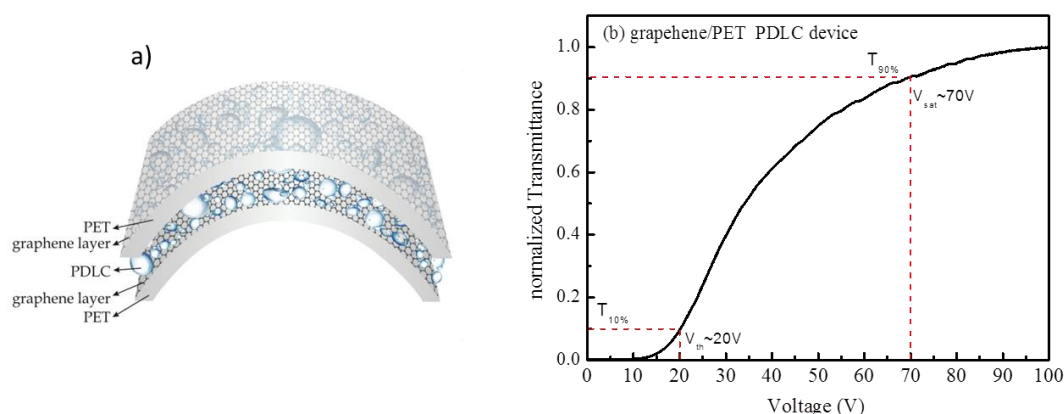 a)
PET
graphene layer
PDLC
graphene layer
PET
(b) grapehene/PET PDLC device
normalized Transmittance
1.0
0.8
0.6
0.4
0.2
0.0
T90%
Vsat~70V
T10%
Vth~20V
0 10 20 30 40 50 60 70 80 90 100
Voltage (V)